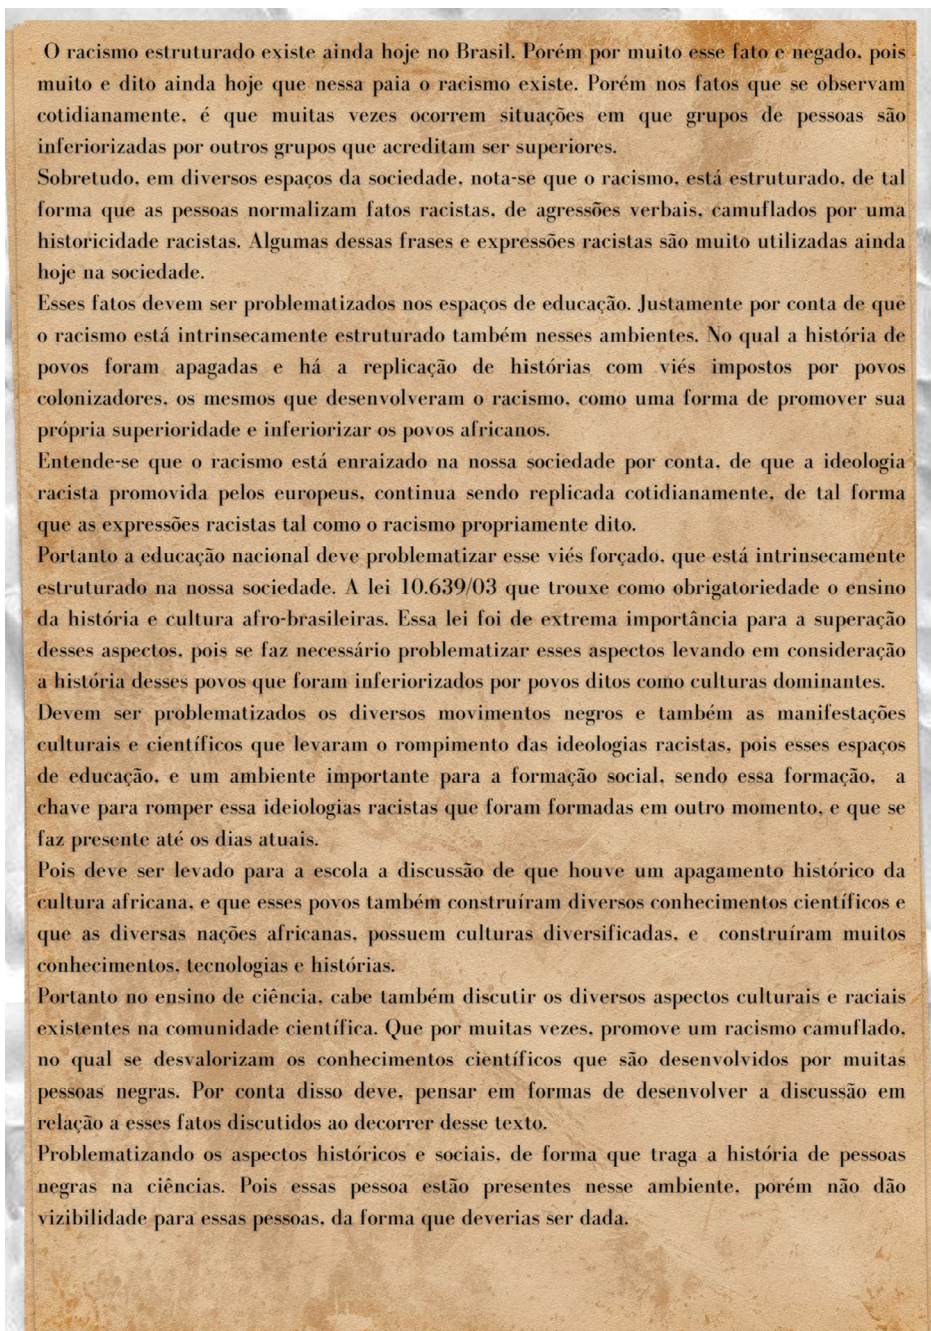 O racismo estruturado existe ainda hoje no Brasil. Porém por muito esse fato e negado, pois
muito e dito ainda hoje que nessa paia o racismo existe. Porém nos fatos que se observam
cotidianamente, é que muitas vezes ocorrem situações em que grupos de pessoas são
inferiorizadas por outros grupos que acreditam ser superiores.
Sobretudo, em diversos espaços da sociedade, nota-se que o racismo, está estruturado, de tal
forma que as pessoas normalizam fatos racistas, de agressões verbais, camuflados por uma
historicidade racistas. Algumas dessas frases e expressões racistas são muito utilizadas ainda
hoje na sociedade.
Esses fatos devem ser problematizados nos espaços de educação. Justamente por conta de que
o racismo está intrinsecamente estruturado também nesses ambientes. No qual a história de
povos foram apagadas e há a replicação de histórias com viés impostos por povos
colonizadores, os mesmos que desenvolveram o racismo, como uma forma de promover sua
própria superioridade e inferiorizar os povos africanos.
Entende-se que o racismo está enraizado na nossa sociedade por conta, de que a ideologia
racista promovida pelos europeus, continua sendo replicada cotidianamente, de tal forma
que as expressões racistas tal como o racismo propriamente dito.
Portanto a educação nacional deve problematizar esse viés forçado, que está intrinsecamente
estruturado na nossa sociedade. A lei 10.639/03 que trouxe como obrigatoriedade o ensino
da história e cultura afro-brasileiras. Essa lei foi de extrema importância para a superação
desses aspectos, pois se faz necessário problematizar esses aspectos levando em consideração
a história desses povos que foram inferiorizados por povos ditos como culturas dominantes.
Devem ser problematizados os diversos movimentos negros e também as manifestações
culturais e científicos que levaram o rompimento das ideologias racistas, pois esses espaços
de educação, e um ambiente importante para a formação social, sendo essa formação, a
chave para romper essa ideiologias racistas que foram formadas em outro momento, e que se
faz presente até os dias atuais.
Pois deve ser levado para a escola a discussão de que houve um apagamento histórico da
cultura africana, e que esses povos também construíram diversos conhecimentos científicos e
que as diversas nações africanas, possuem culturas diversificadas, e construíram muitos
conhecimentos, tecnologias e histórias.
Portanto no ensino de ciência, cabe também discutir os diversos aspectos culturais e raciais
existentes na comunidade científica. Que por muitas vezes, promove um racismo camuflado,
no qual se desvalorizam os conhecimentos científicos que são desenvolvidos por muitas
pessoas negras. Por conta disso deve, pensar em formas de desenvolver a discussão em
relação a esses fatos discutidos ao decorrer desse texto.
Problematizando os aspectos históricos e sociais, de forma que traga a história de pessoas
negras na ciências. Pois essas pessoa estão presentes nesse ambiente, porém não dão
vizibilidade para essas pessoas, da forma que deverias ser dada.